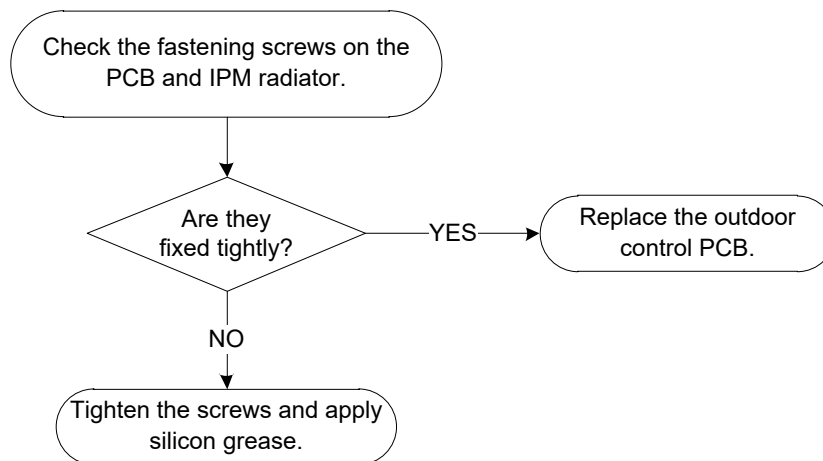 Check the fastening screws on the
PCB and IPM radiator.
Are they
fixed tightly?
YES
Replace the outdoor
control PCB.
NO
Tighten the screws and apply
silicon grease.